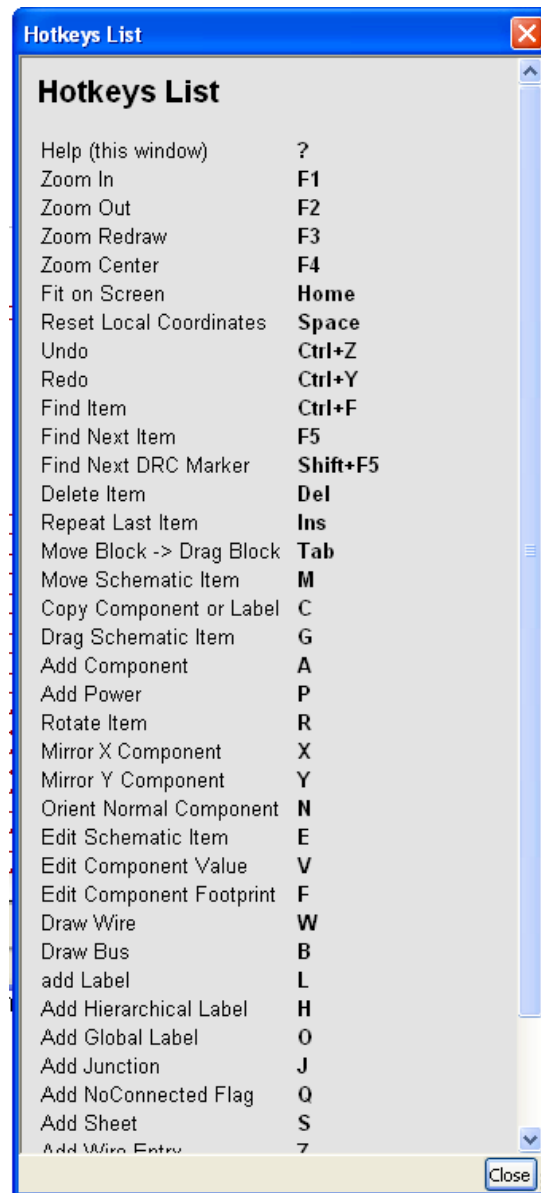 Hotkeys List
Hotkeys List
Help (this window) ?
Zoom In F1
Zoom Out F2
Zoom Redraw F3
Zoom Center F4
Fit on Screen Home
Reset Local Coordinates Space
Undo Ctrl+Z
Redo Ctrl+Y
Find Item Ctrl+F
Find Next Item F5
Find Next DRC Marker Shift+F5
Delete Item Del
Repeat Last Item Ins
Move Block -> Drag Block Tab
Move Schematic Item M
Copy Component or Label C
Drag Schematic Item G
Add Component A
Add Power P
Rotate Item R
Mirror X Component X
Mirror Y Component Y
Orient Normal Component N
Edit Schematic Item E
Edit Component Value V
Edit Component Footprint F
Draw Wire W
Draw Bus B
add Label L
Add Hierarchical Label H
Add Global Label O
Add Junction J
Add NoConnected Flag Q
Add Sheet S
Add Wire Entry Z
Close